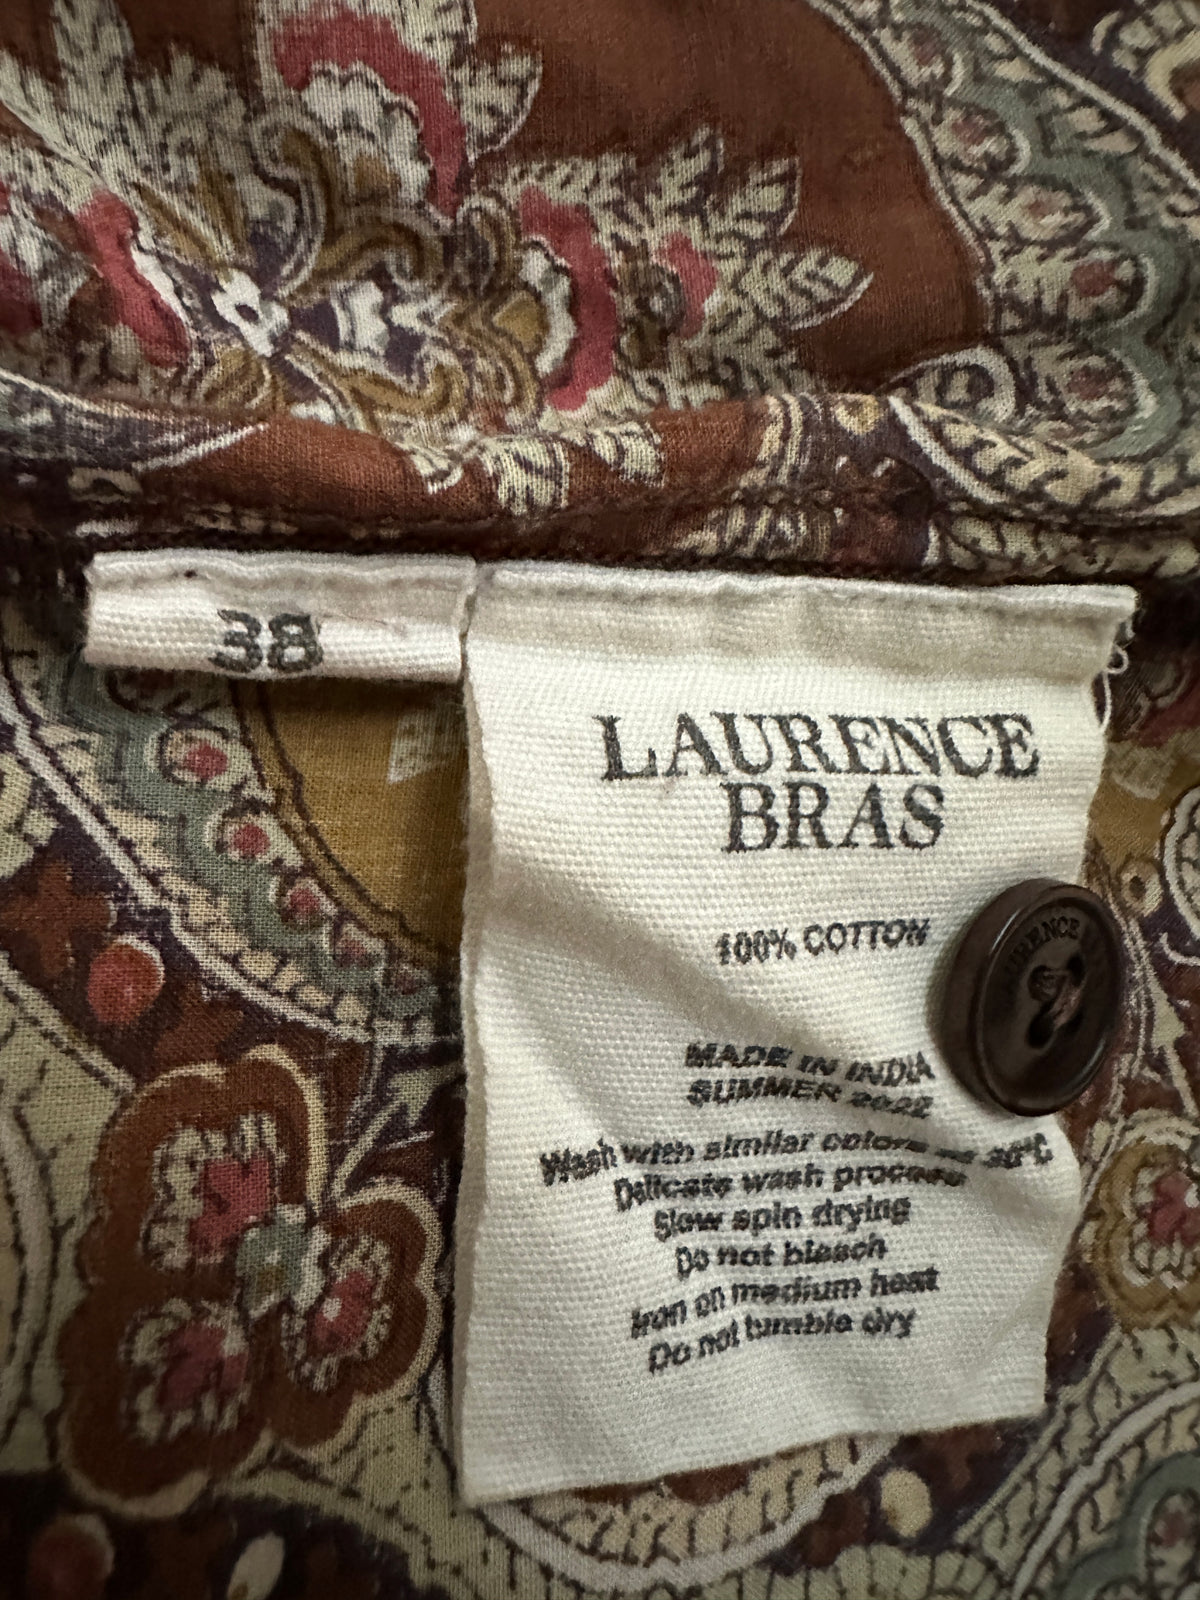 38
LAURENCE
BRAS
100% COTTON
MADE IN INDIA
SUMMER 2022
Wash with similar colors 30°C
Delicate wash process
Slow spin drying
Do not bleach
Iron on medium heat
Do not tumble dry